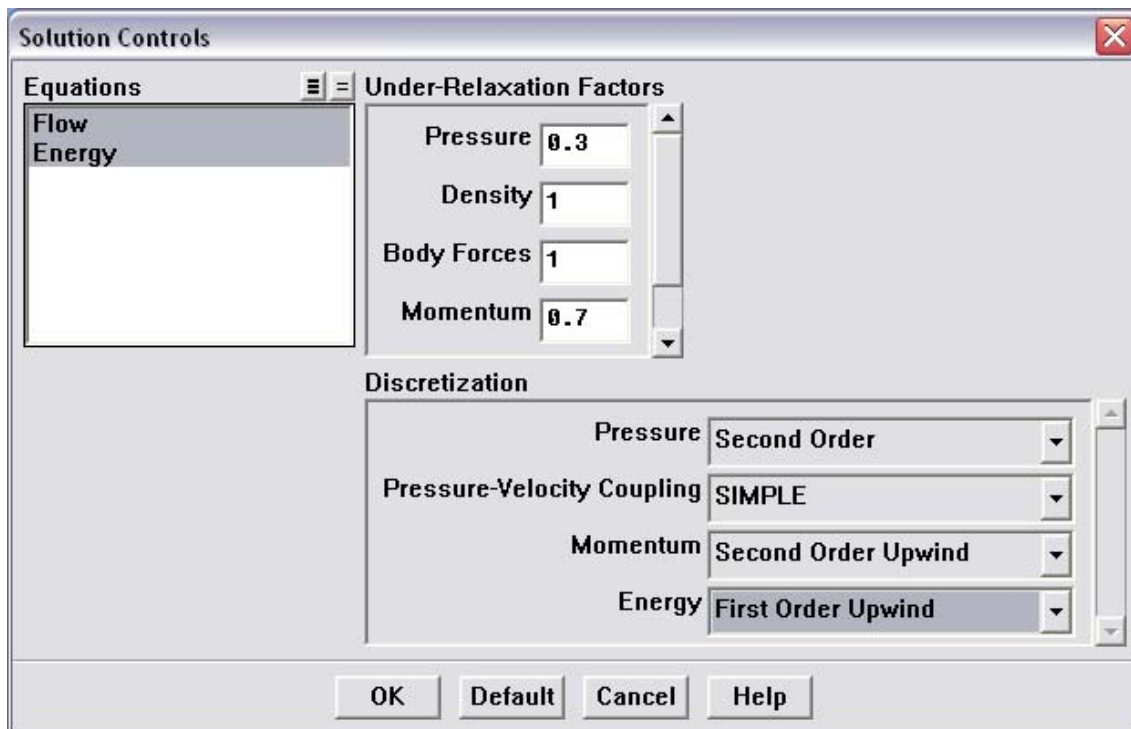 Solution Controls
Equations
Flow
Energy
Under-Relaxation Factors
Pressure 0.3
Density 1
Body Forces 1
Momentum 0.7
Discretization
Pressure Second Order
Pressure-Velocity Coupling SIMPLE
Momentum Second Order Upwind
Energy First Order Upwind
OK Default Cancel Help